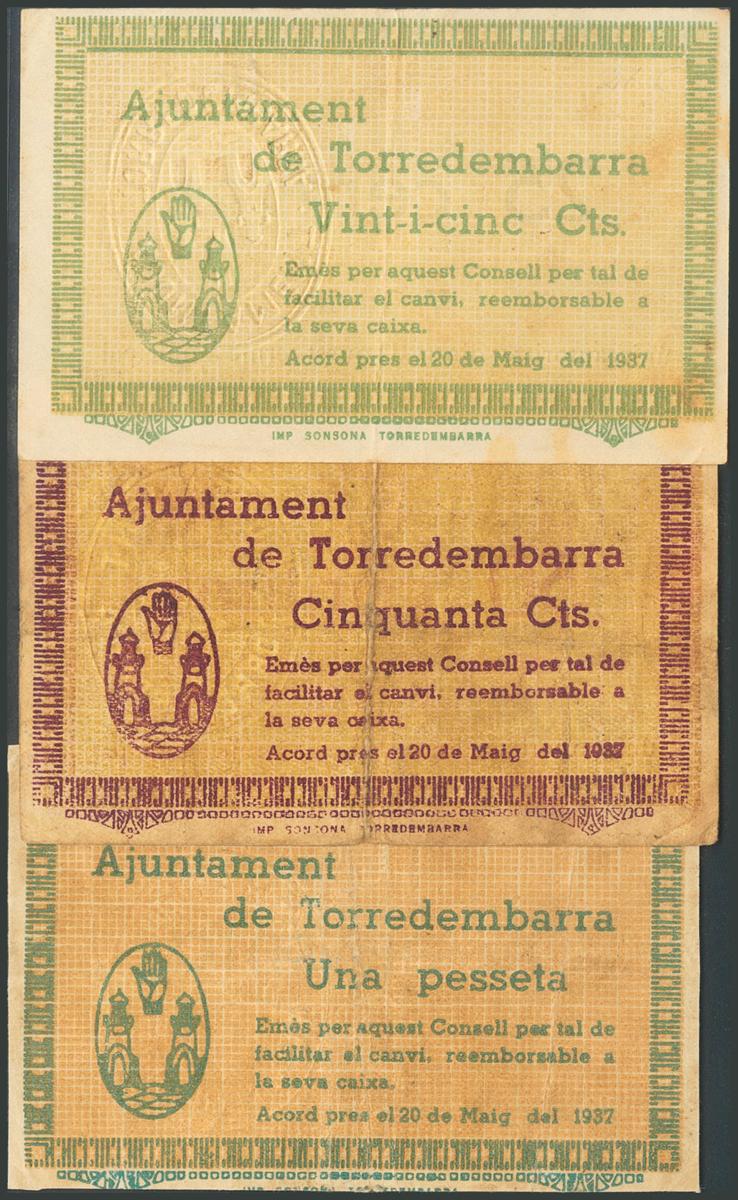 Ajuntament
de Torredembarra
Vint-i-cinc Cts.
Emès per aquest Consell per tal de
facilitar el canvi, reemborsable a
la seva caixa.
Acord pres el 20 de Maig del 1937
IMP SONSONA TORREDEMBARRA
Ajuntament
de Torredembarra
Cinquanta Cts.
Emès per aquest Consell per tal de
facilitar el canvi, reemborsable a
la seva caixa.
Acord pres el 20 de Maig del 1937
IMP SONSONA TORREDEMBARRA
Ajuntament
de Torredembarra
Una pesseta
Emès per aquest Consell per tal de
facilitar el canvi, reemborsable a
la seva caixa.
Acord pres el 20 de Maig del 1937
IMP SONSONA TORREDEMBARRA